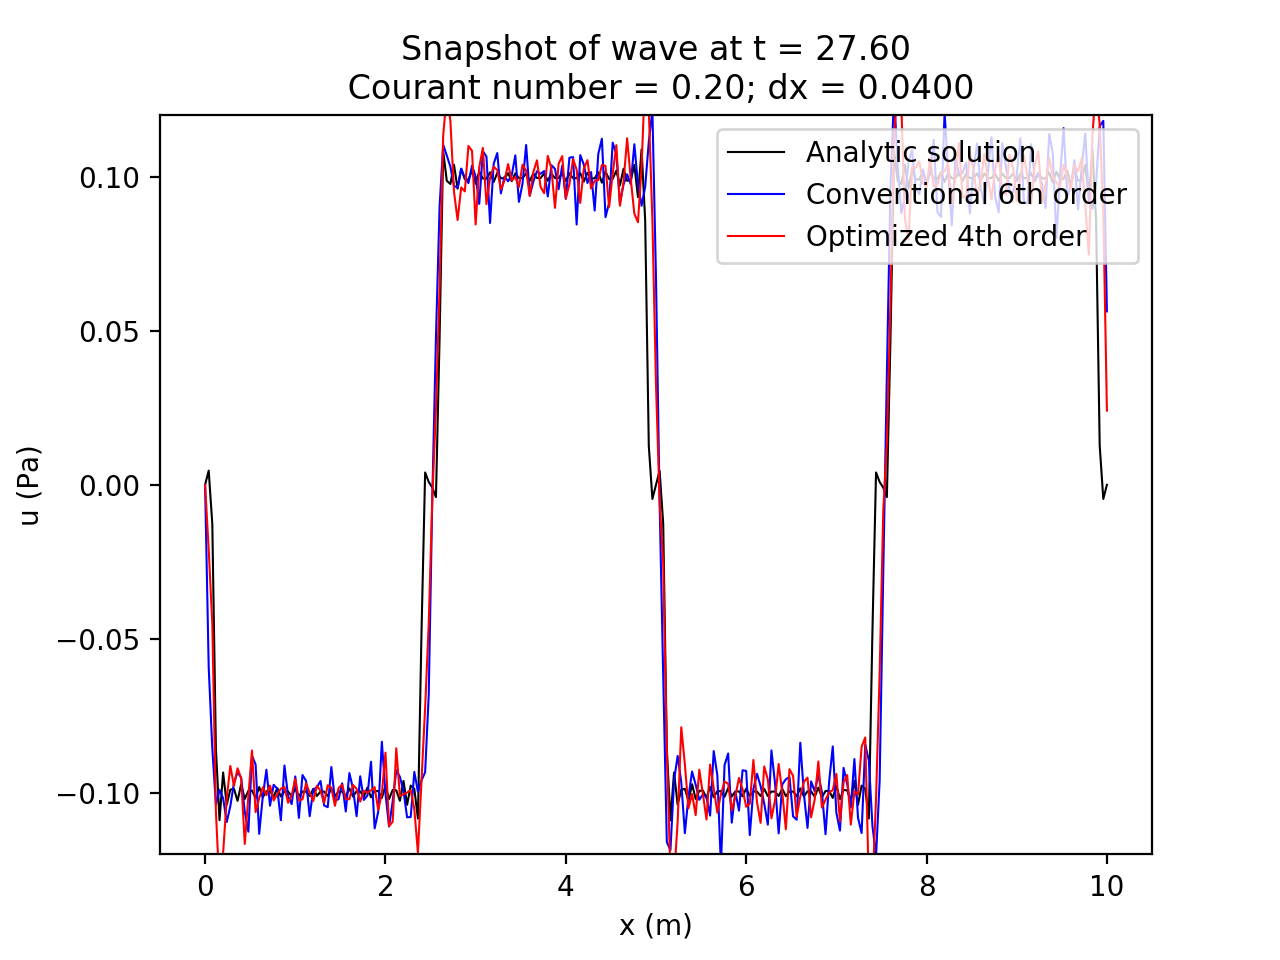 Snapshot of wave at t = 27.60
Courant number = 0.20; dx = 0.0400
Analytic solution
Conventional 6th order
Optimized 4th order
0.10
0.05
0.00
−0.05
−0.10
u (Pa)
0 2 4 6 8 10
x (m)